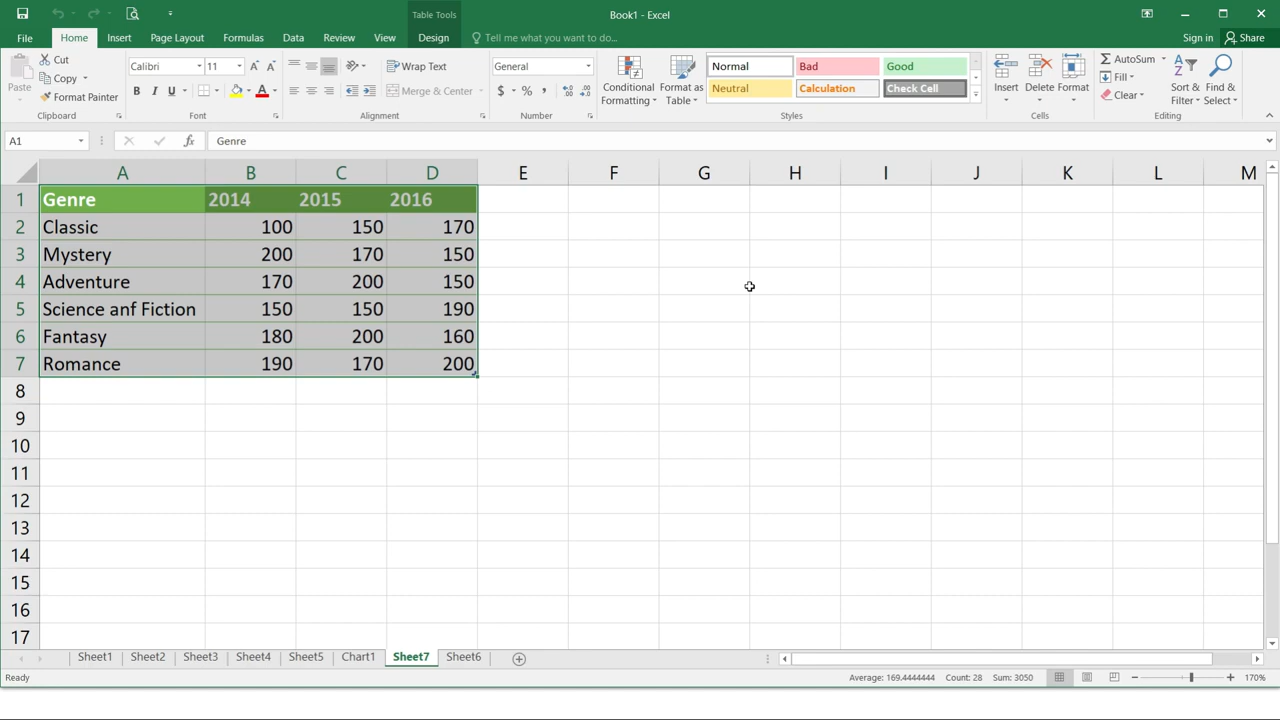 Table Tools
Book1 - Excel
File Home Insert Page Layout Formulas Data Review View Design Tell me what you want to do... Sign in Share
Paste
Cut
Copy
Format Painter
Clipboard
Calibri 11
B I U A
Font
Wrap Text
Merge & Center
Alignment
General
$ % ,
Number
Conditional Formatting
Format as Table
Normal Bad Good
Neutral Calculation Check Cell
Styles
Insert Delete Format
Cells
AutoSum
Fill
Clear
Sort & Filter
Find & Select
Editing
A1 fx Genre
A B C D E F G H I J K L M
1 Genre 2014 2015 2016
2 Classic 100 150 170
3 Mystery 200 170 150
4 Adventure 170 200 150
5 Science anf Fiction 150 150 190
6 Fantasy 180 200 160
7 Romance 190 170 200
8
9
10
11
12
13
14
15
16
17
Sheet1 Sheet2 Sheet3 Sheet4 Sheet5 Chart1 Sheet7 Sheet6
Ready Average: 169.4444444 Count: 28 Sum: 3050 170%